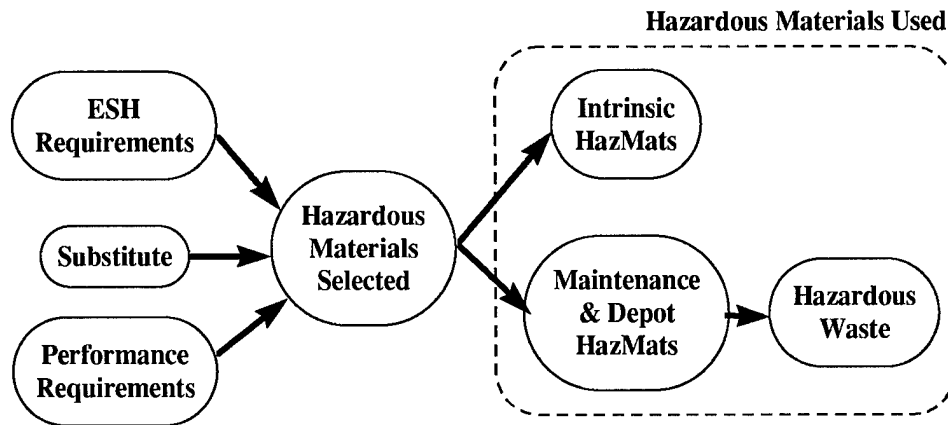 Hazardous Materials Used
ESH
Requirements
Substitute
Performance
Requirements
Hazardous
Materials
Selected
Intrinsic
HazMats
Maintenance
& Depot
HazMats
Hazardous
Waste